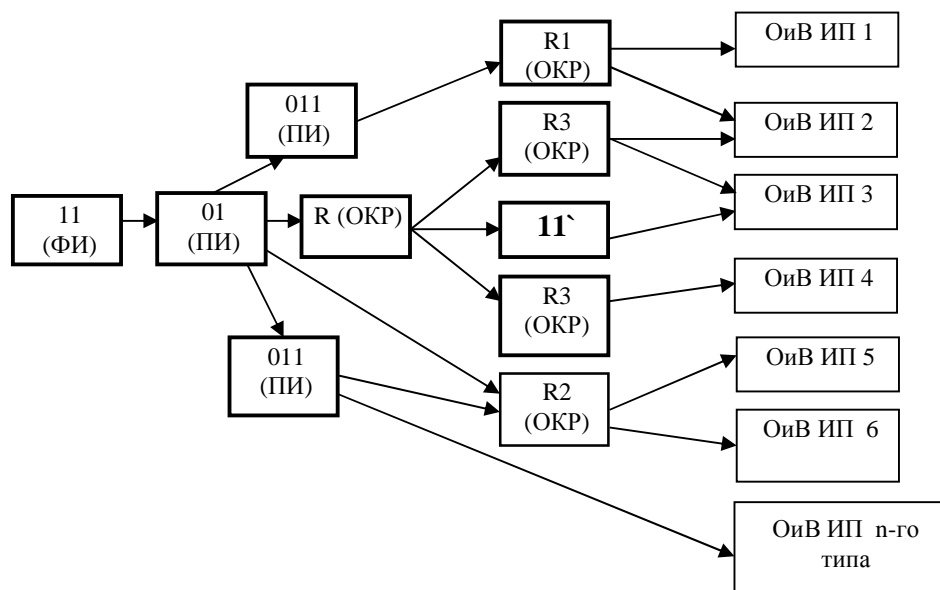 11
(ФИ)
01
(ПИ)
011
(ПИ)
011
(ПИ)
R (ОКР)
R1
(ОКР)
R3
(ОКР)
11`
R3
(ОКР)
R2
(ОКР)
ОиВ ИП 1
ОиВ ИП 2
ОиВ ИП 3
ОиВ ИП 4
ОиВ ИП 5
ОиВ ИП 6
ОиВ ИП n-го
типа